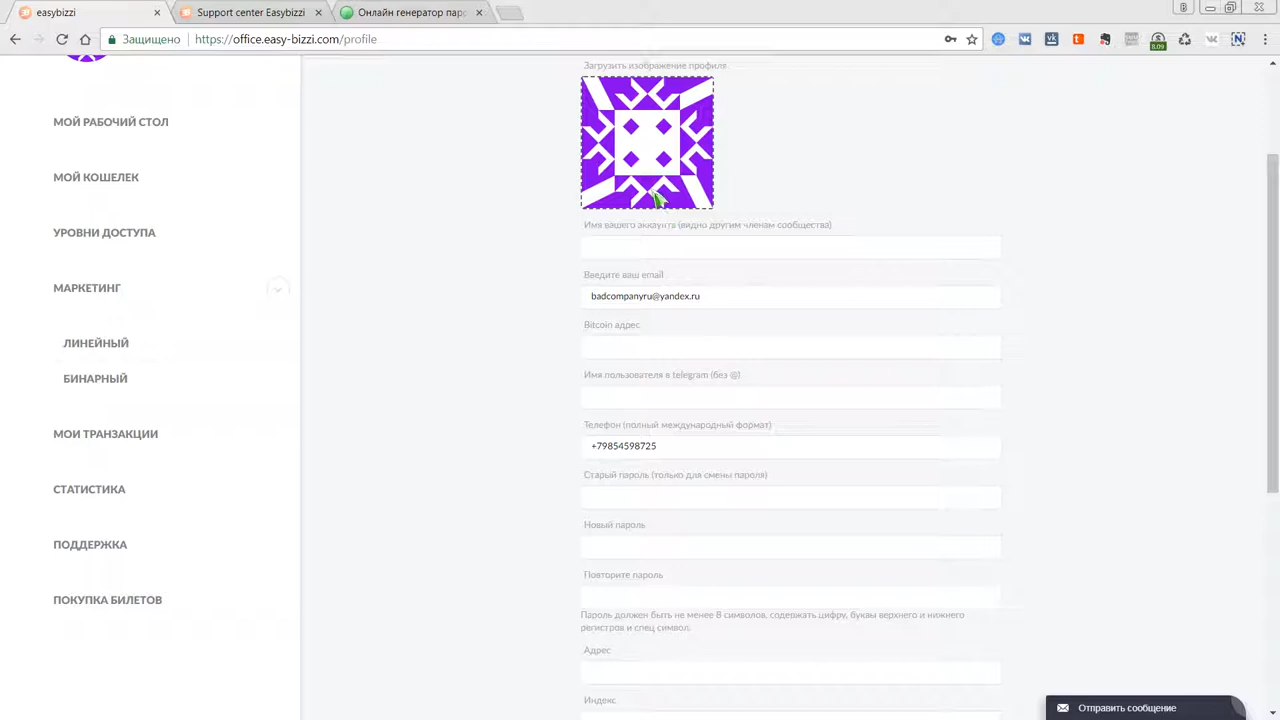 easybizzi
Support center Easybizzi
Онлайн генератор пар
Защищено
https://office.easy-bizzi.com/profile
8.09
МОЙ РАБОЧИЙ СТОЛ
МОЙ КОШЕЛЕК
УРОВНИ ДОСТУПА
МАРКЕТИНГ
ЛИНЕЙНЫЙ
БИНАРНЫЙ
МОИ ТРАНЗАКЦИИ
СТАТИСТИКА
ПОДДЕРЖКА
ПОКУПКА БИЛЕТОВ
Загрузить изображение профиля
Имя вашего аккаунта (видно другим членам сообщества)
Введите ваш email
badcompanyru@yandex.ru
Bitcoin адрес
Имя пользователя в telegram (без @)
Телефон (полный международный формат)
+79854598725
Старый пароль (только для смены пароля)
Новый пароль
Повторите пароль
Пароль должен быть не менее 8 символов, содержать цифру, буквы верхнего и нижнего
регистров и спец символ.
Адрес
Индекс
Отправить сообщение